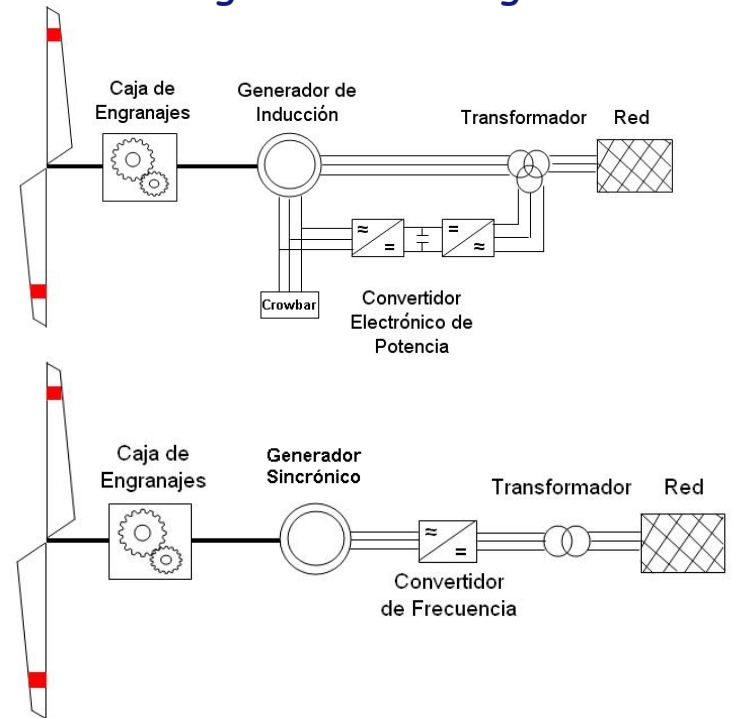 Caja de
Engranajes
Generador de
Inducción
Transformador
Red
≈
=
=
≈
Crowbar
Convertidor
Electrónico de
Potencia
Caja de
Engranajes
Generador
Sincrónico
Transformador
Red
≈
=
Convertidor
de Frecuencia